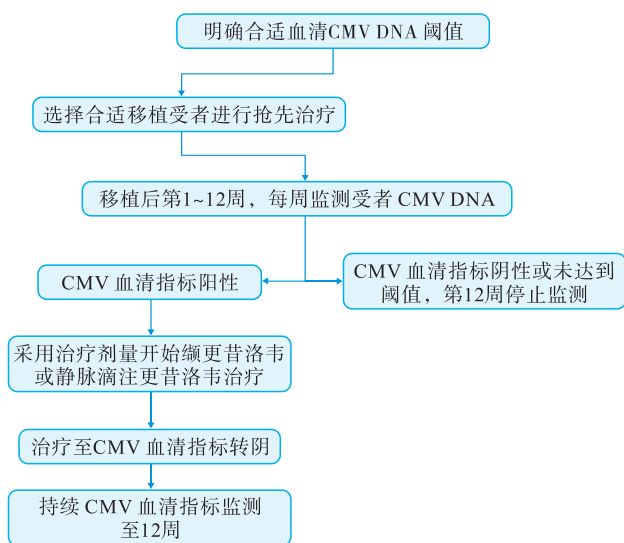 明确合适血清CMV DNA 阈值
选择合适移植受者进行抢先治疗
移植后第1~12周，每周监测受者 CMV DNA
CMV 血清指标阳性
CMV 血清指标阴性或未达到
阈值，第12周停止监测
采用治疗剂量开始缬更昔洛韦
或静脉滴注更昔洛韦治疗
治疗至CMV 血清指标转阴
持续 CMV 血清指标监测
至12周